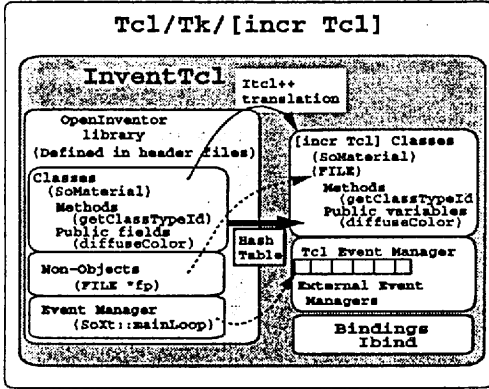 Tcl/Tk/[incr Tcl]
InventTcl
Itcl++
translation
OpenInventor
library
(Defined in header files)
Classes
(SoMaterial)
Methods
(getClassTypeId)
Public fields
(diffuseColor)
Non-Objects
(FILE *fp)
Event Manager
(SoXt::mainLoop)
Hash
Table
[incr Tcl] Classes
(SoMaterial)
(FILE)
Methods
(getClassTypeId
Public variables
(diffuseColor)
Tcl Event Manager
External Event
Managers
Bindings
Ibind